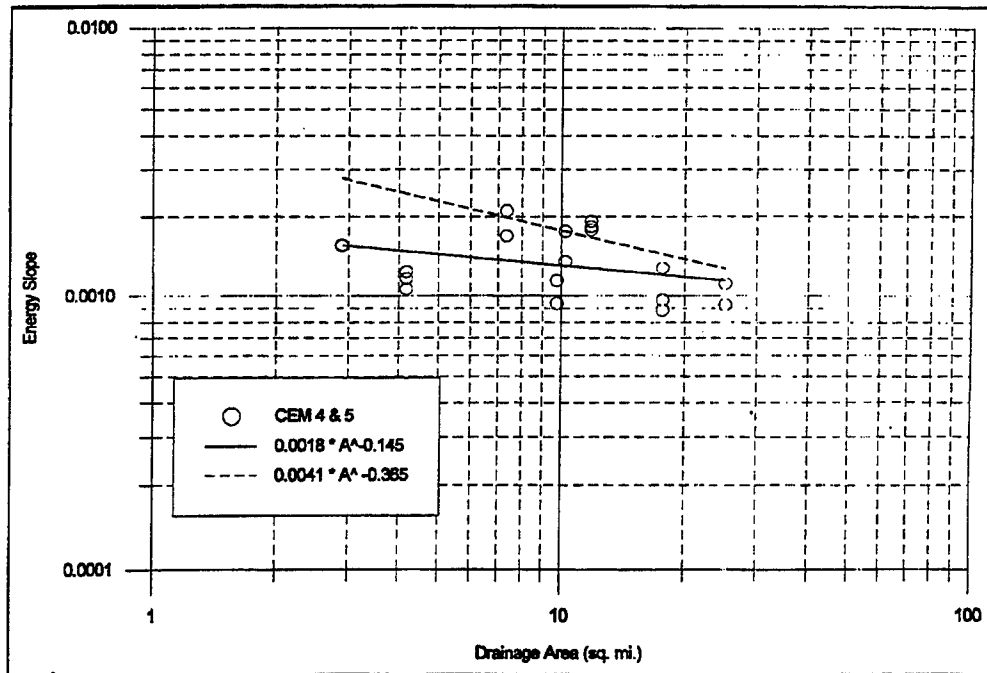 0.0100
0.0010
0.0001
Energy Slope
CEM 4 & 5
0.0018 * A^-0.145
0.0041 * A^ -0.365
1
10
100
Drainage Area (sq. mi.)